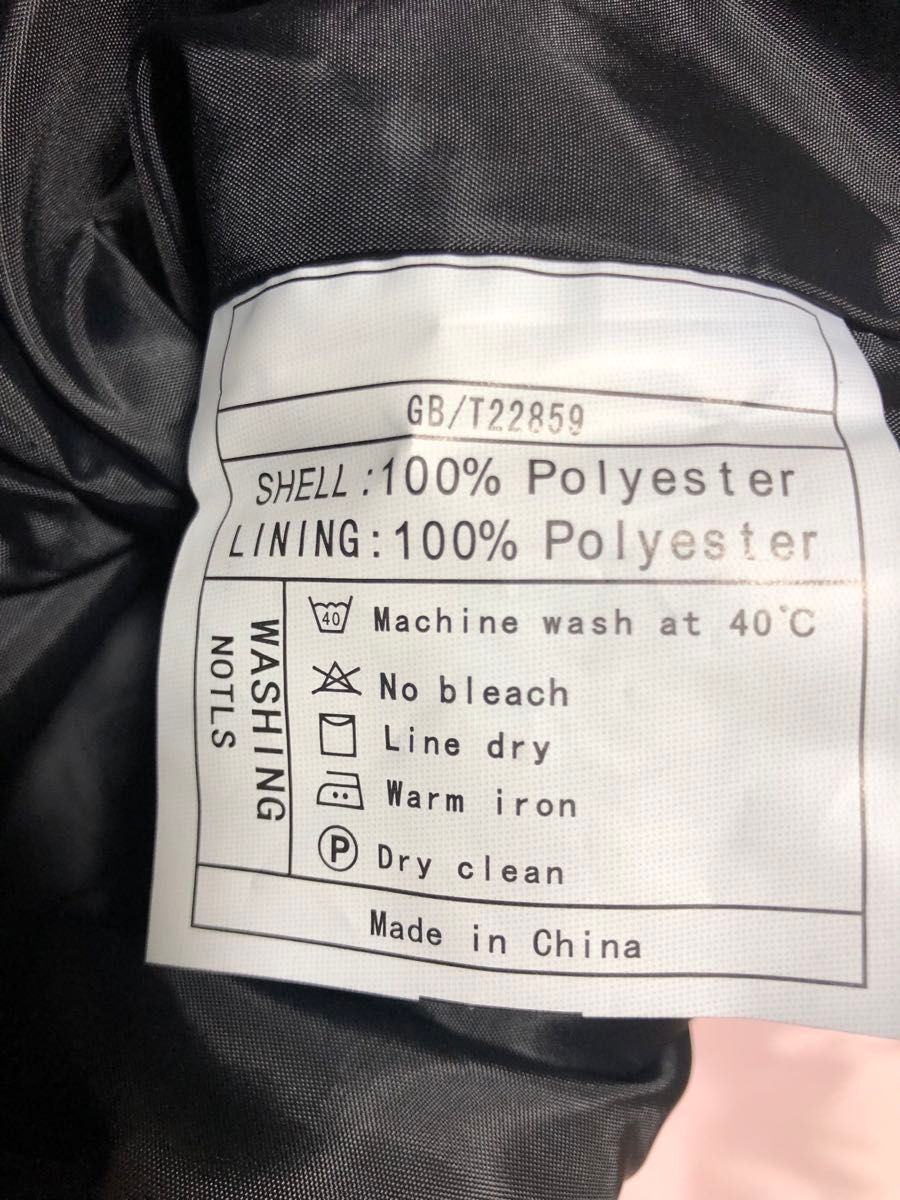 GB/T22859
SHELL:100% Polyester
LINING:100% Polyester
WASHING
NOTLS
40 Machine wash at 40℃
No bleach
Line dry
Warm iron
P Dry clean
Made in China